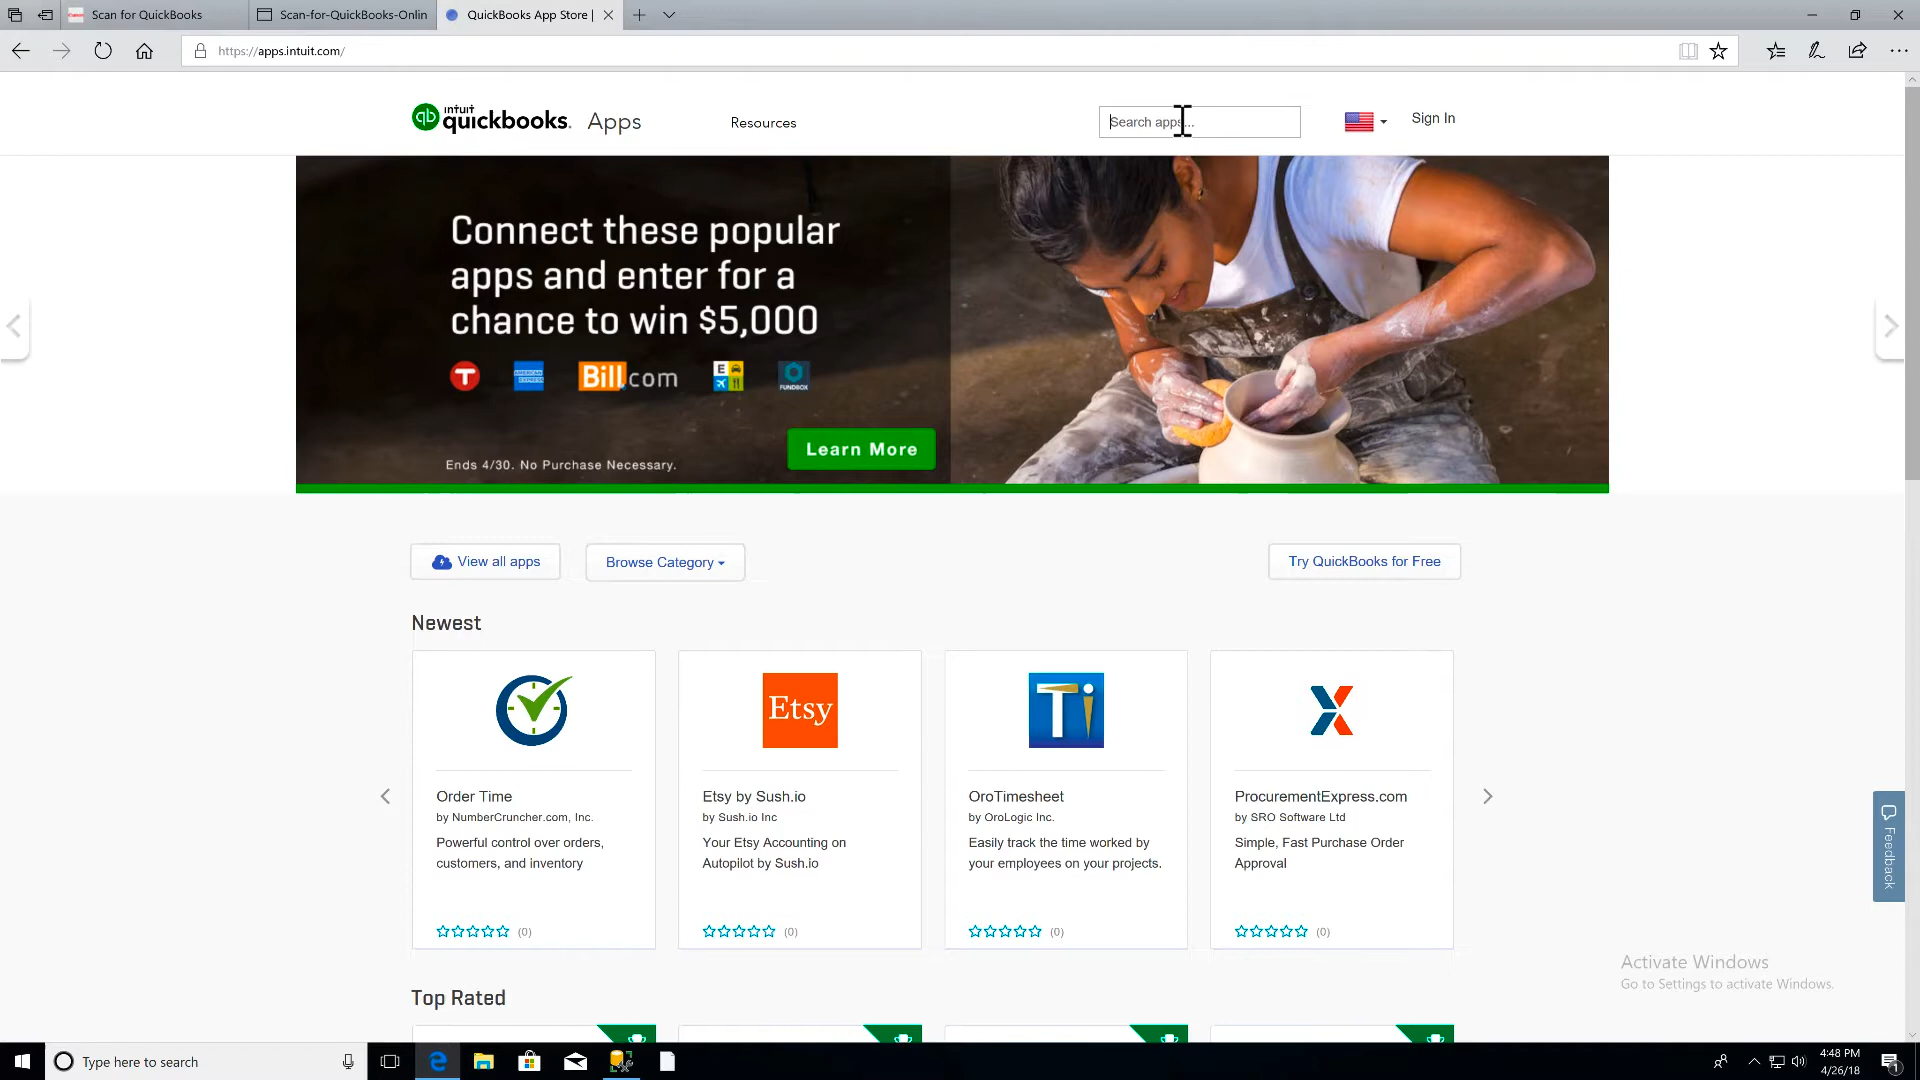 Scan for QuickBooks
Scan-for-QuickBooks-Onlin
QuickBooks App Store |
https://apps.intuit.com/
intuit
quickbooks.
Apps
Resources
Search apps...
Sign In
Connect these popular
apps and enter for a
chance to win $5,000
T
AMERICAN
EXPRESS
Bill.com
E
FUNDBOX
Ends 4/30. No Purchase Necessary.
Learn More
View all apps
Browse Category
Try QuickBooks for Free
Newest
Etsy
Ti
Order Time
by NumberCruncher.com, Inc.
Powerful control over orders,
customers, and inventory
(0)
Etsy by Sush.io
by Sush.io Inc
Your Etsy Accounting on
Autopilot by Sush.io
(0)
OroTimesheet
by OroLogic Inc.
Easily track the time worked by
your employees on your projects.
(0)
ProcurementExpress.com
by SRO Software Ltd
Simple, Fast Purchase Order
Approval
(0)
Feedback
Activate Windows
Go to Settings to activate Windows.
Top Rated
Type here to search
4:48 PM
4/26/18
1